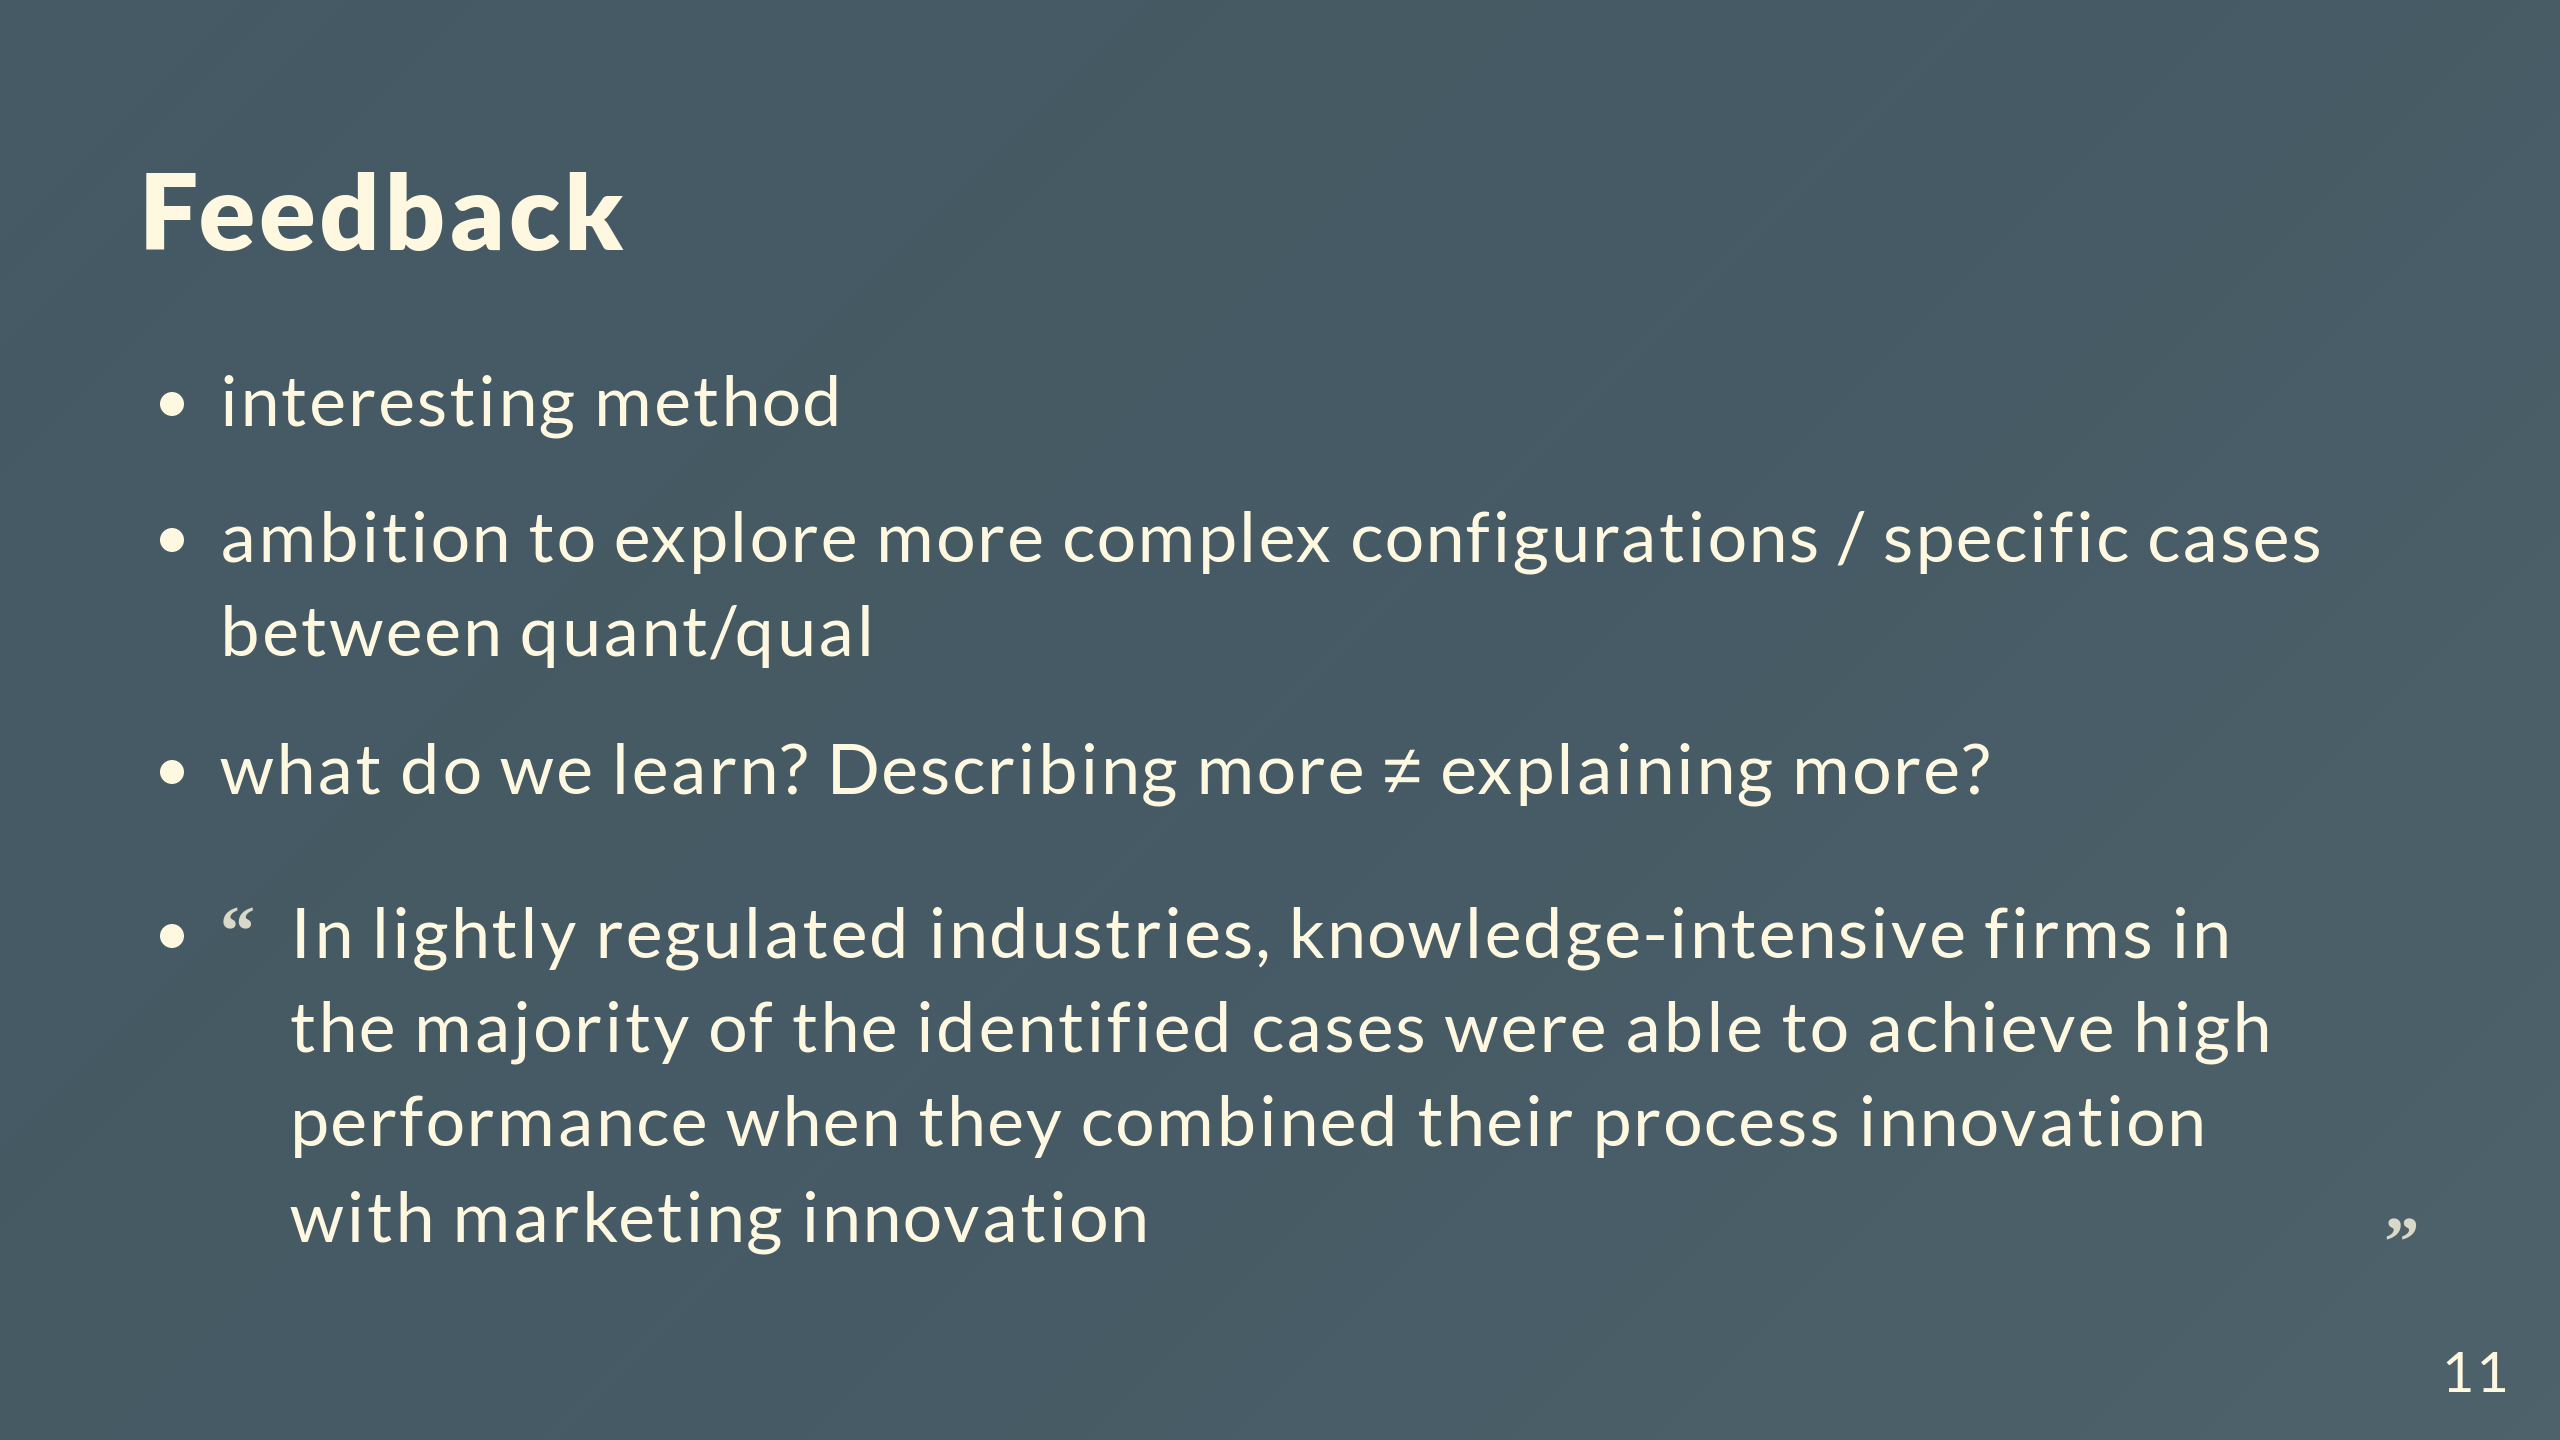 Feedback
• interesting method
• ambition to explore more complex configurations / specific cases
between quant/qual
• what do we learn? Describing more ≠ explaining more?
• “ In lightly regulated industries, knowledge-intensive firms in
the majority of the identified cases were able to achieve high
performance when they combined their process innovation
with marketing innovation ”
11